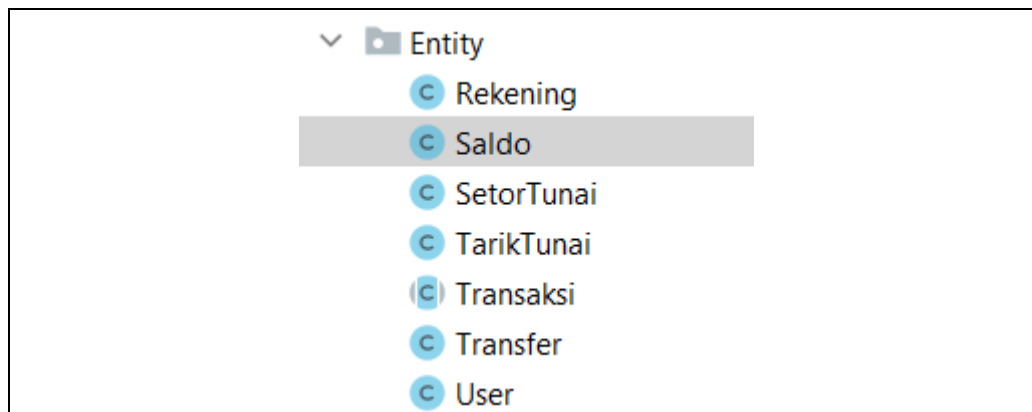 Entity
C Rekening
C Saldo
C SetorTunai
C TarikTunai
C Transaksi
C Transfer
C User